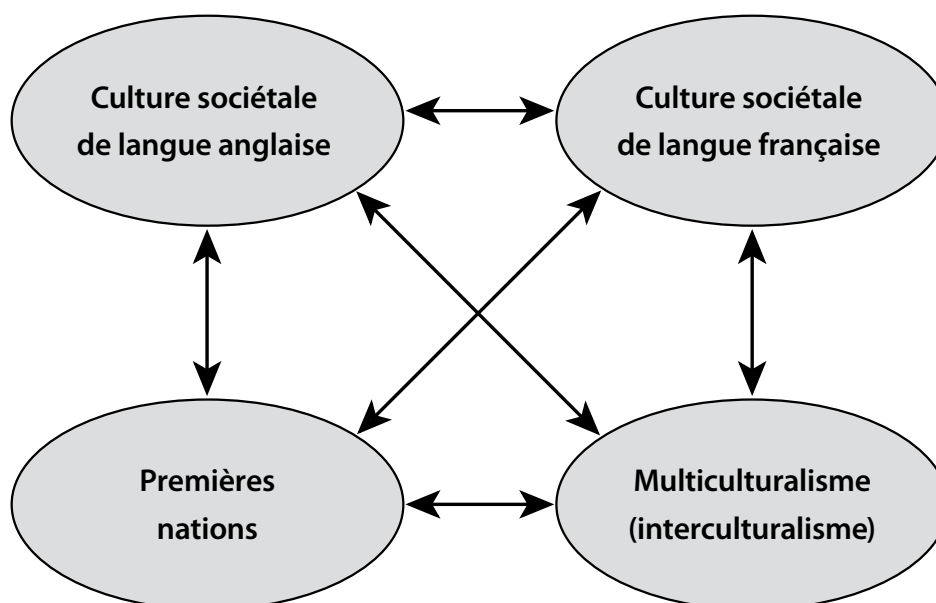 Culture sociétale
de langue anglaise
Culture sociétale
de langue française
Premières
nations
Multiculturalisme
(interculturalisme)